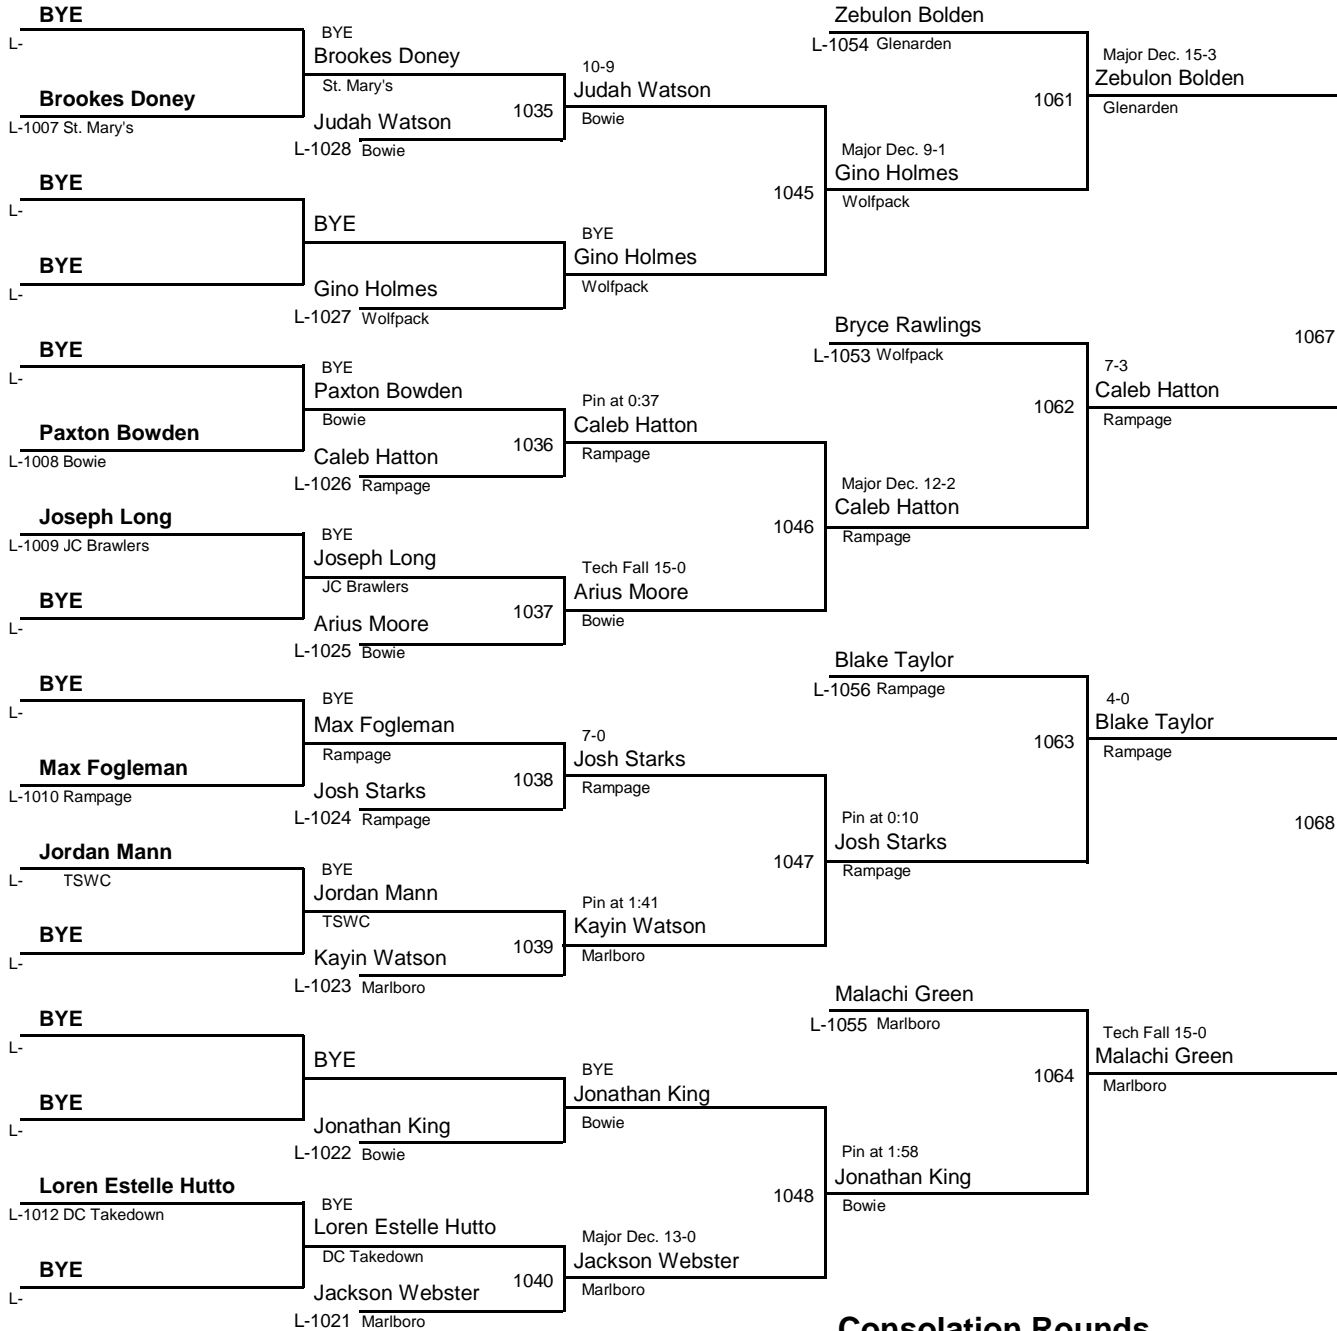 BYE
L-
Brookes Doney
L-1007 St. Mary's
BYE
L-
BYE
L-
BYE
L-
Paxton Bowden
L-1008 Bowie
Joseph Long
L-1009 JC Brawlers
BYE
L-
BYE
L-
Max Fogleman
L-1010 Rampage
Jordan Mann
L- TSWC
BYE
L-
BYE
L-
BYE
L-
Loren Estelle Hutto
L-1012 DC Takedown
BYE
L-
BYE
Brookes Doney
St. Mary's
1035
Judah Watson
L-1028 Bowie
BYE
Gino Holmes
L-1027 Wolfpack
BYE
Paxton Bowden
Bowie
1036
Caleb Hatton
L-1026 Rampage
BYE
Joseph Long
JC Brawlers
1037
Arius Moore
L-1025 Bowie
BYE
Max Fogleman
Rampage
1038
Josh Starks
L-1024 Rampage
BYE
Jordan Mann
TSWC
1039
Kayin Watson
L-1023 Marlboro
BYE
Jonathan King
L-1022 Bowie
BYE
Loren Estelle Hutto
DC Takedown
1040
Jackson Webster
L-1021 Marlboro
10-9
Judah Watson
Bowie
1045
BYE
Gino Holmes
Wolfpack
Pin at 0:37
Caleb Hatton
Rampage
1046
Tech Fall 15-0
Arius Moore
Bowie
7-0
Josh Starks
Rampage
1047
Pin at 1:41
Kayin Watson
Marlboro
BYE
Jonathan King
Bowie
1048
Major Dec. 13-0
Jackson Webster
Marlboro
Zebulon Bolden
L-1054 Glenarden
1061
Major Dec. 9-1
Gino Holmes
Wolfpack
Bryce Rawlings
L-1053 Wolfpack
1062
Major Dec. 12-2
Caleb Hatton
Rampage
Blake Taylor
L-1056 Rampage
1063
Pin at 0:10
Josh Starks
Rampage
Malachi Green
L-1055 Marlboro
1064
Pin at 1:58
Jonathan King
Bowie
Major Dec. 15-3
Zebulon Bolden
Glenarden
1067
7-3
Caleb Hatton
Rampage
4-0
Blake Taylor
Rampage
1068
Tech Fall 15-0
Malachi Green
Marlboro
Consolation Rounds